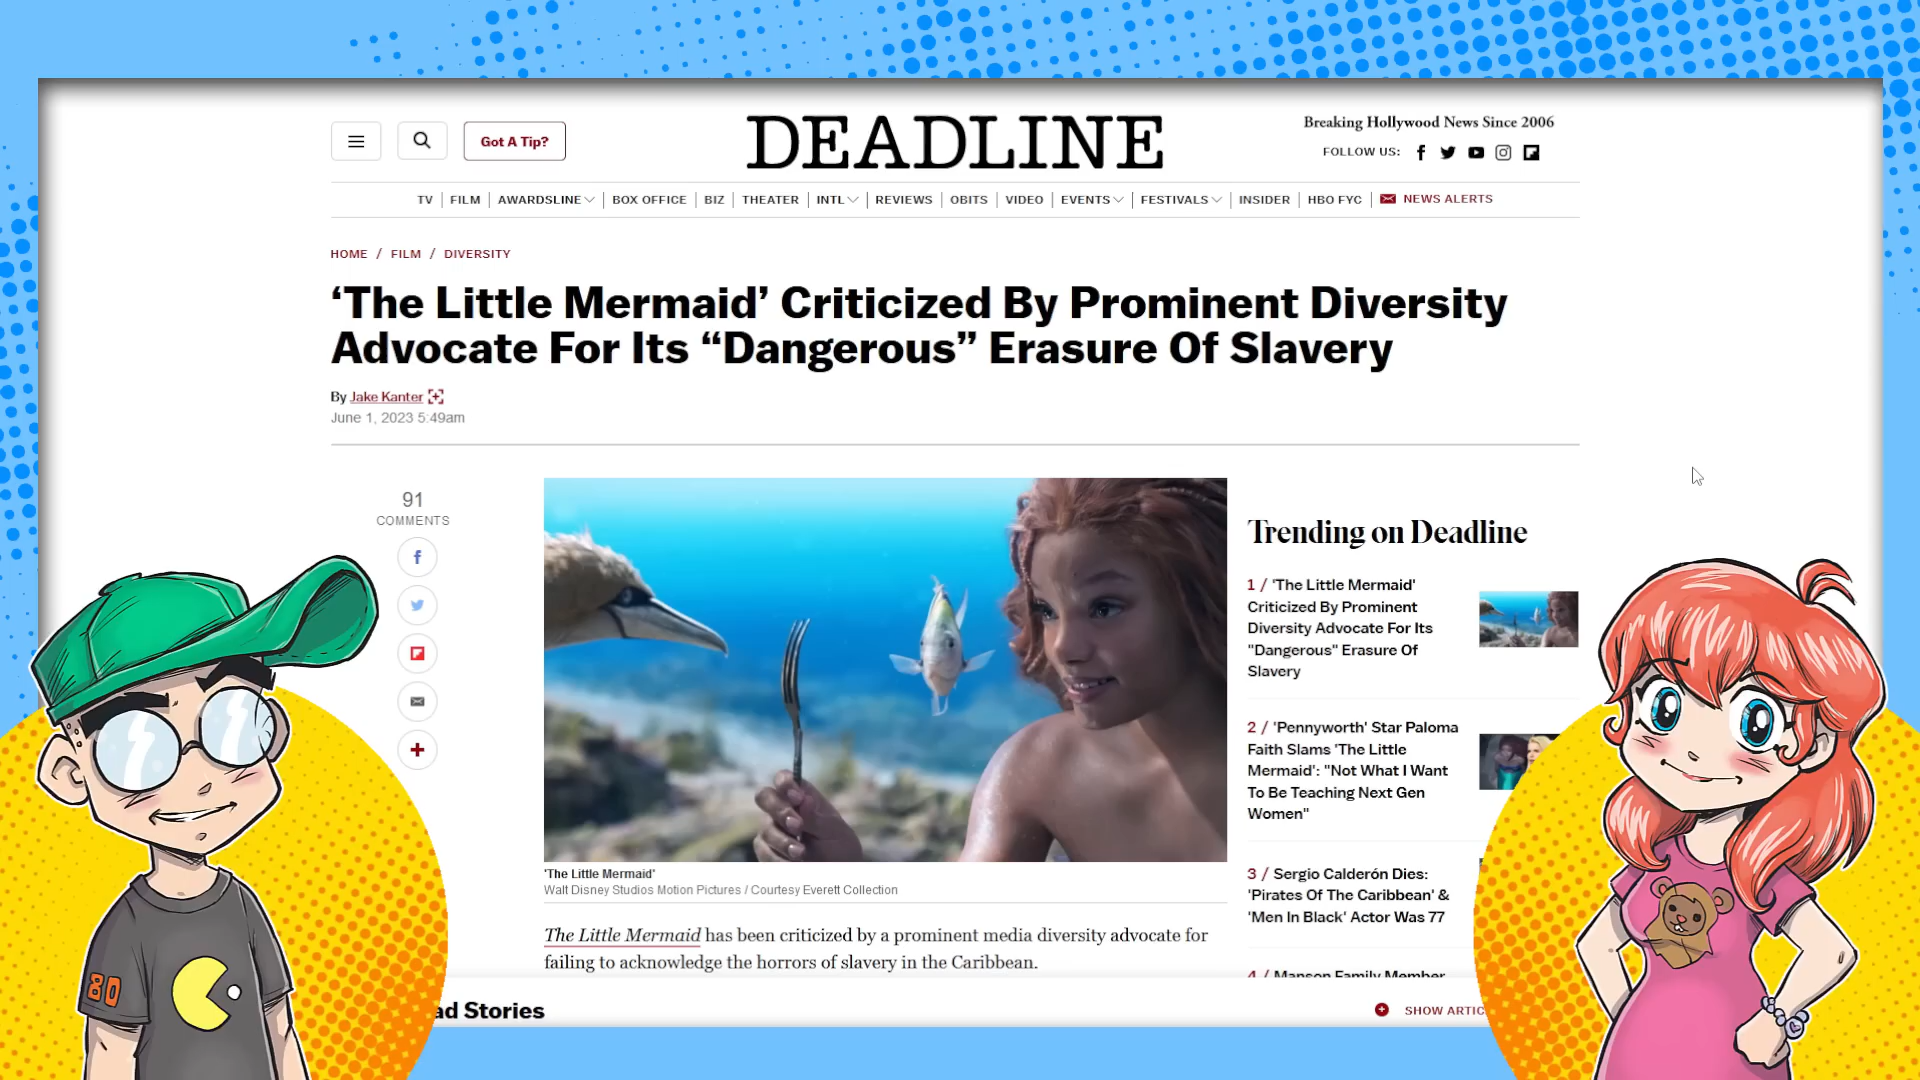 DEADLINE
Breaking Hollywood News Since 2006
Got A Tip?
FOLLOW US:
TV FILM AWARDSLINE BOX OFFICE BIZ THEATER INTL REVIEWS OBITS VIDEO EVENTS FESTIVALS INSIDER HBO FYC NEWS ALERTS
HOME / FILM / DIVERSITY
‘The Little Mermaid’ Criticized By Prominent Diversity
Advocate For Its “Dangerous” Erasure Of Slavery
By Jake Kanter
June 1, 2023 5:49am
91
COMMENTS
'The Little Mermaid'
Walt Disney Studios Motion Pictures / Courtesy Everett Collection
The Little Mermaid has been criticized by a prominent media diversity advocate for
failing to acknowledge the horrors of slavery in the Caribbean.
Trending on Deadline
1 / 'The Little Mermaid'
Criticized By Prominent
Diversity Advocate For Its
"Dangerous" Erasure Of
Slavery
2 / 'Pennyworth' Star Paloma
Faith Slams 'The Little
Mermaid': "Not What I Want
To Be Teaching Next Gen
Women"
3 / Sergio Calderón Dies:
'Pirates Of The Caribbean' &
'Men In Black' Actor Was 77
4 / Manson Family Member
ad Stories
SHOW ARTIC
80